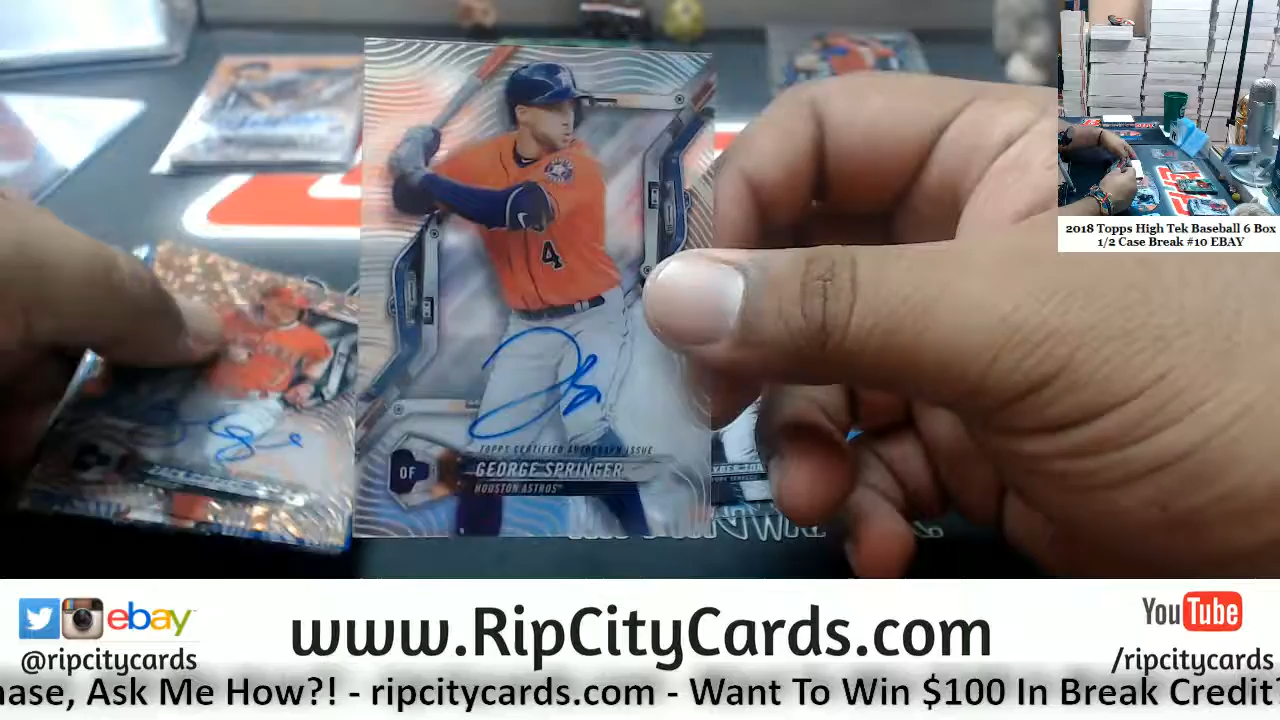 4
TOPPS CERTIFIED AUTOGRAPH ISSUE
OF
GEORGE SPRINGER
HOUSTON ASTROS™
2018 Topps High Tek Baseball 6 Box
1/2 Case Break #10 EBAY
ebay
@ripcitycards
www.RipCityCards.com
YouTube
/ripcitycards
ase, Ask Me How?! - ripcitycards.com - Want To Win $100 In Break Credit?